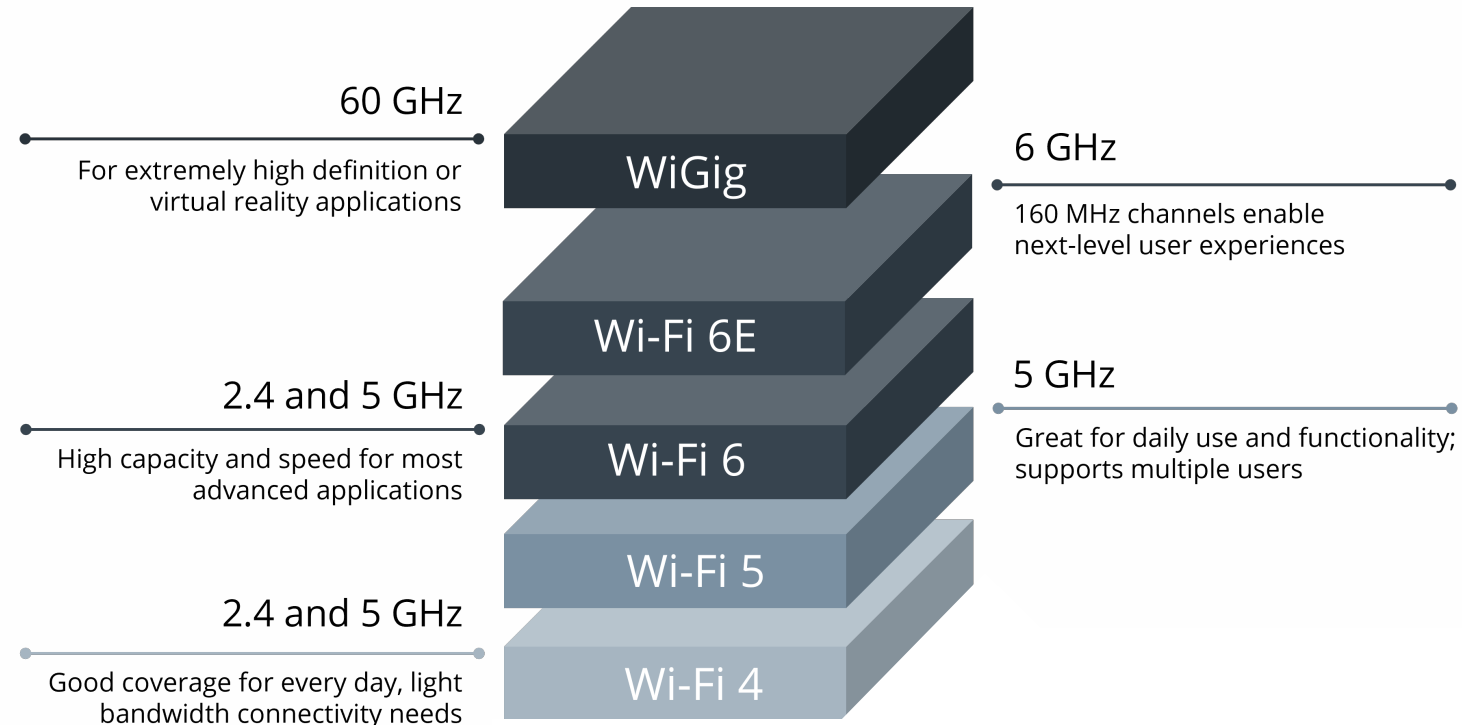 60 GHz
For extremely high definition or
virtual reality applications
WiGig
6 GHz
160 MHz channels enable
next-level user experiences
Wi-Fi 6E
2.4 and 5 GHz
High capacity and speed for most
advanced applications
Wi-Fi 6
5 GHz
Great for daily use and functionality;
supports multiple users
Wi-Fi 5
2.4 and 5 GHz
Good coverage for every day, light
bandwidth connectivity needs
Wi-Fi 4